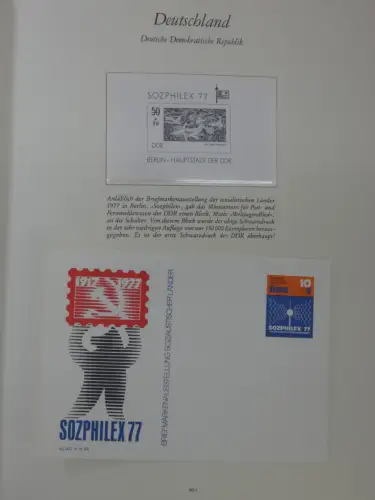 Deutschland
Deutsche Demokratische Republik
SOZPHILEX 77
50
DDR
BERLIN - HAUPTSTADT DER DDR
Anläßlich der Briefmarkenausstellung der sozialistischen Länder
1977 in Berlin, »Sozphilex«, gab das Ministerium für Post- und
Fernmeldewesen der DDR einen Block, Motiv »Weltjugendlied«,
an die Schalter. Von diesem Block wurde der obige Schwarzdruck
in der sehr niedrigen Auflage von nur 150 000 Exemplaren heraus-
gegeben. Es ist der erste Schwarzdruck der DDR überhaupt!
1917 1977
SOZPHILEX 77
BRIEFMARKENAUSSTELLUNG SOZIALISTISCHER LÄNDER
10
SOZPHILEX 77